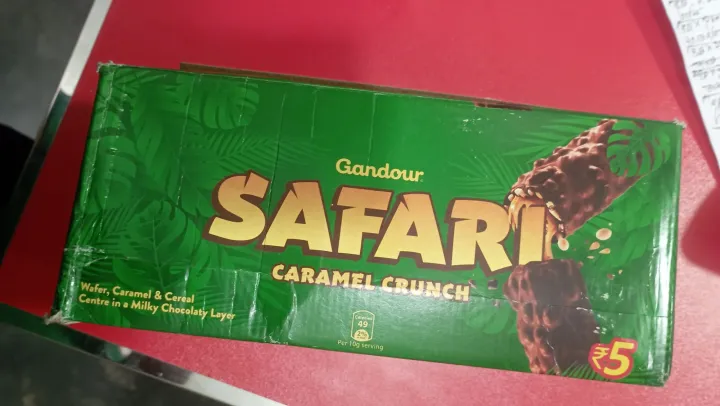 Gandour
SAFARI
CARAMEL CRUNCH
Wafer, Caramel & Cereal
Centre in a Milky Chocolaty Layer
Calories
49
Per 10g serving
₹5